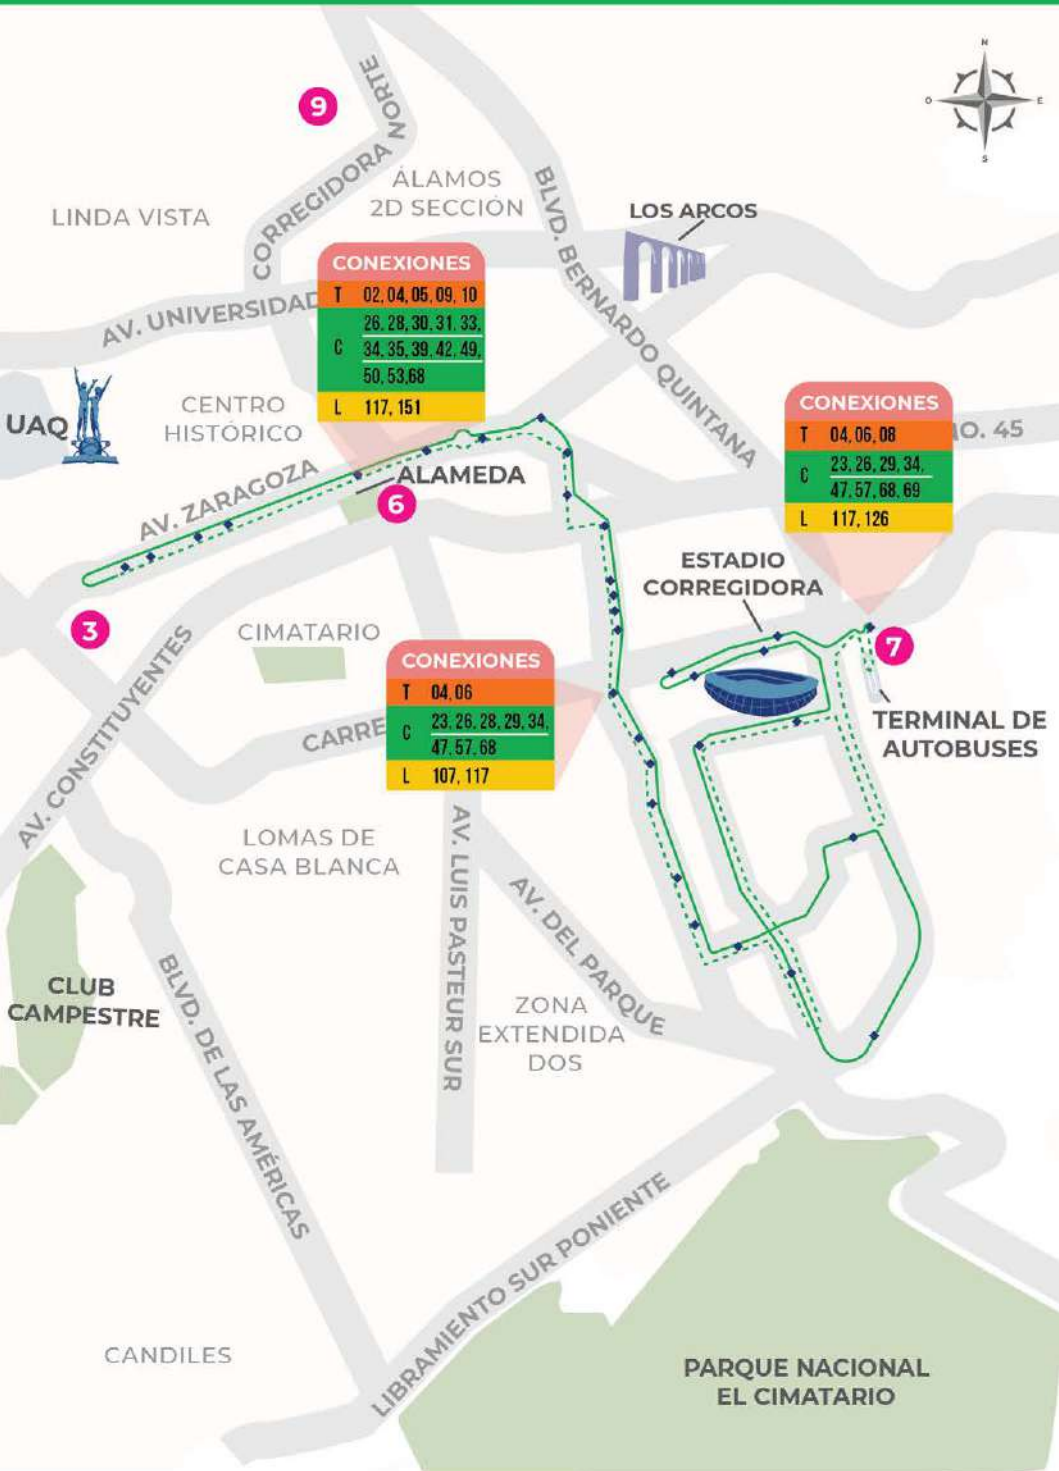 N
O
E
S
CORREGIDORA NORTE
9
ÁLAMOS
2D SECCIÓN
LINDA VISTA
BLVD. BERNARDO QUINTANA
LOS ARCOS
CONEXIONES
T 02, 04, 05, 09, 10
C 26, 28, 30, 31, 33,
34, 35, 39, 42, 49,
50, 53, 68
L 117, 151
AV. UNIVERSIDAD
UAQ
CENTRO
HISTÓRICO
CONEXIONES
T 04, 06, 08
C 23, 26, 29, 34,
47, 57, 68, 69
L 117, 126
NO. 45
AV. ZARAGOZA
ALAMEDA
6
ESTADIO
CORREGIDORA
3
CIMATARIO
7
CONEXIONES
T 04, 06
C 23, 26, 28, 29, 34,
47, 57, 68
L 107, 117
CARRE
TERMINAL DE
AUTOBUSES
AV. CONSTITUYENTES
LOMAS DE
CASA BLANCA
AV. LUIS PASTEUR SUR
AV. DEL PARQUE
CLUB
CAMPESTRE
BLVD. DE LAS AMÉRICAS
ZONA
EXTENDIDA
DOS
LIBRAMIENTO SUR PONIENTE
CANDILES
PARQUE NACIONAL
EL CIMATARIO